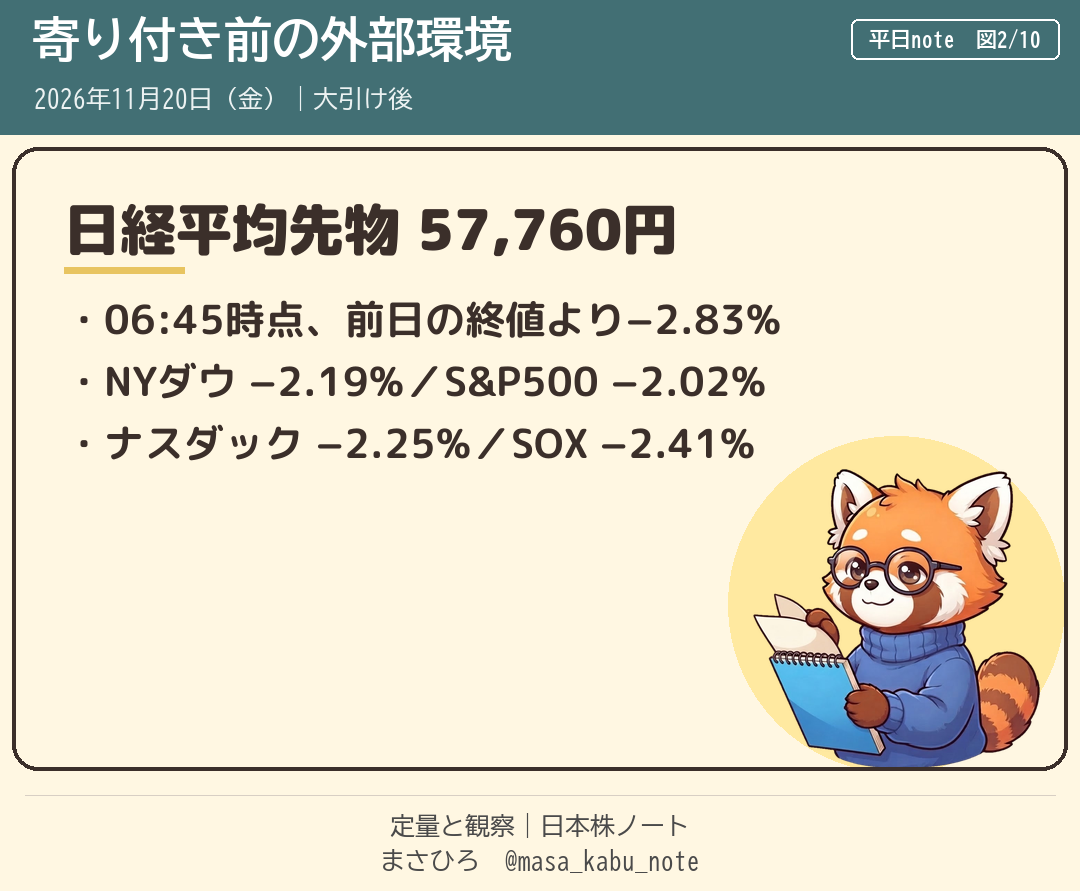 寄り付き前の外部環境
平日note 図2/10
2026年11月20日（金）｜大引け後
日経平均先物 57,760円
・06:45時点、前日の終値より−2.83%
・NYダウ −2.19%／S&P500 −2.02%
・ナスダック −2.25%／SOX −2.41%
定量と観察｜日本株ノート
まさひろ @masa_kabu_note